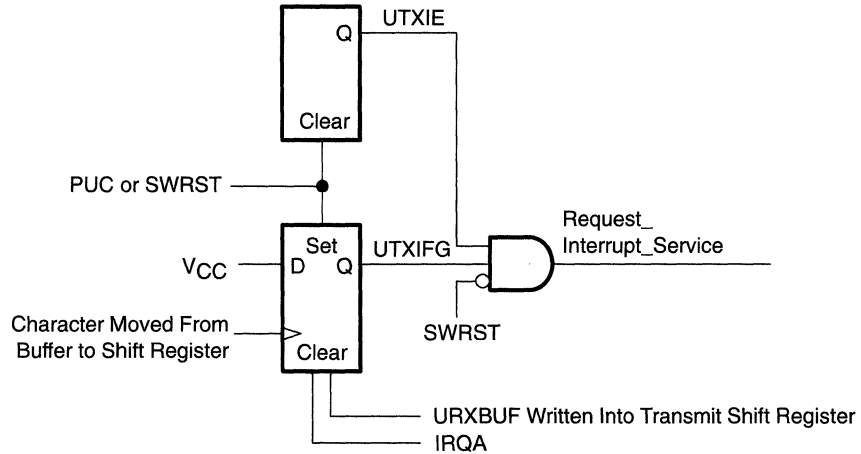 UTXIE
Q
Clear
PUC or SWRST
Set
UTXIFG
Request_
Interrupt_Service
VCC
D
Q
Character Moved From
Buffer to Shift Register
Clear
SWRST
URXBUF Written Into Transmit Shift Register
IRQA